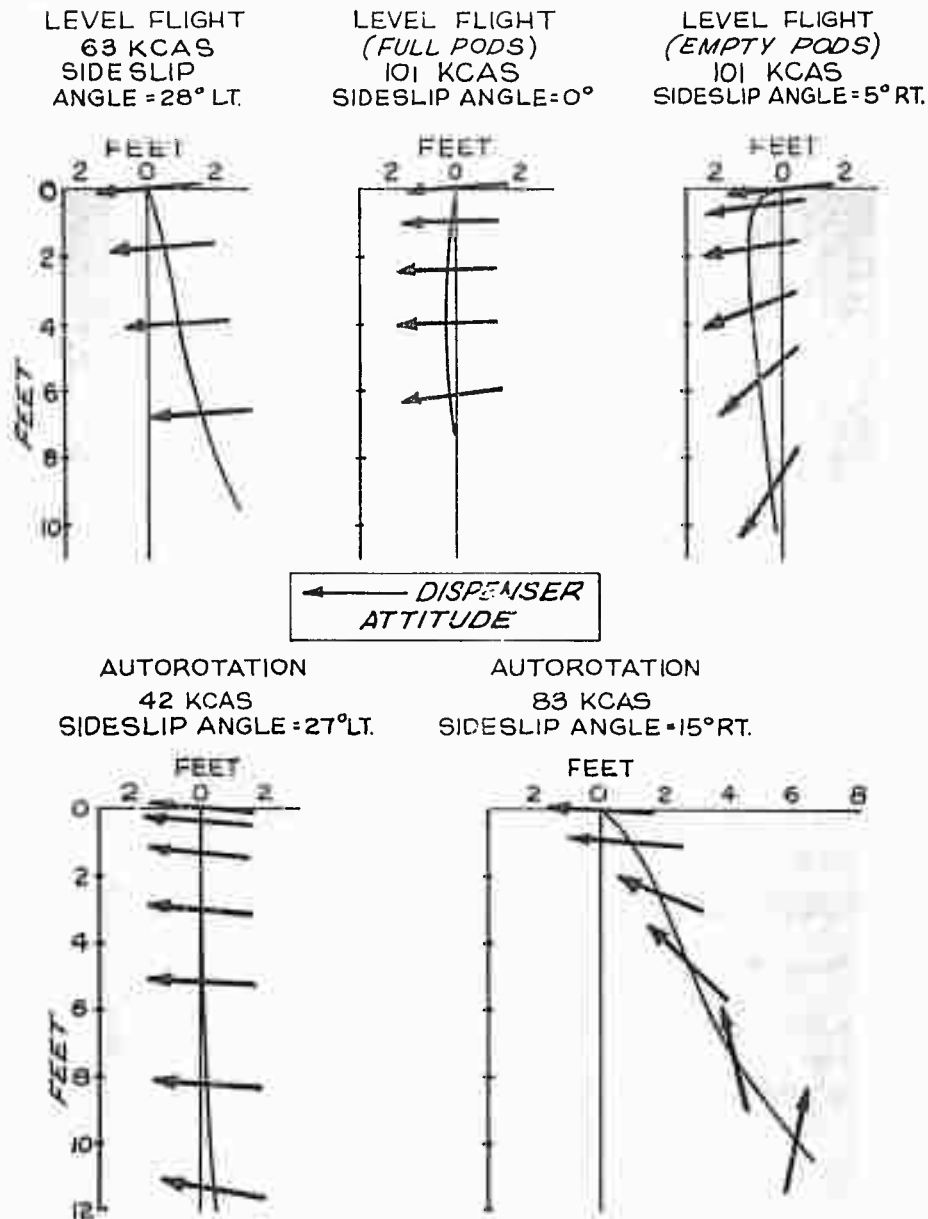 LEVEL FLIGHT
63 KCAS
SIDESLIP
ANGLE = 28° LT.
LEVEL FLIGHT
(FULL PODS)
101 KCAS
SIDESLIP ANGLE = 0°
LEVEL FLIGHT
(EMPTY PODS)
101 KCAS
SIDESLIP ANGLE = 5° RT.
FEET
2 0 2
0
2
4
6
8
10
FEET
FEET
2 0 2
FEET
2 0 2
DISPENSER
ATTITUDE
AUTOROTATION
42 KCAS
SIDESLIP ANGLE = 27° LT.
AUTOROTATION
83 KCAS
SIDESLIP ANGLE = 15° RT.
FEET
2 0 2
0
2
4
6
8
10
12
FEET
FEET
2 0 2 4 6 8